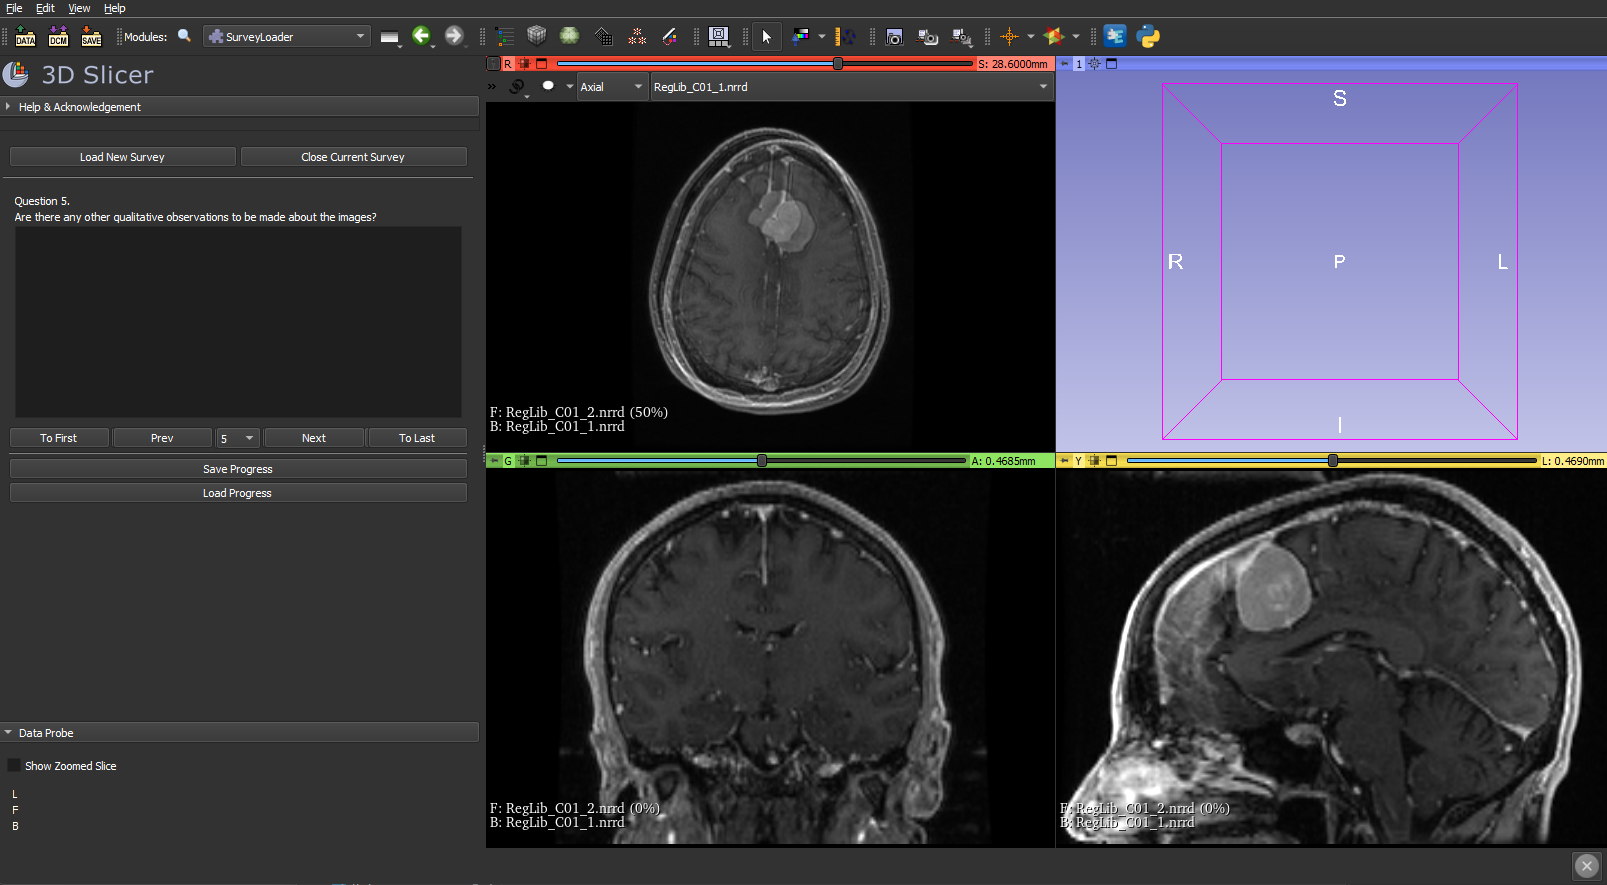 File Edit View Help
DATA DCM SAVE Modules: SurveyLoader
3D Slicer
Help & Acknowledgement
Load New Survey Close Current Survey
Question 5.
Are there any other qualitative observations to be made about the images?
To First Prev 5 Next To Last
Save Progress
Load Progress
Data Probe
Show Zoomed Slice
L
F
B
R S: 28.6000mm
Axial RegLib_C01_1.nrrd
F: RegLib_C01_2.nrrd (50%)
B: RegLib_C01_1.nrrd
1
S
R P L
I
G A: 0.4685mm
F: RegLib_C01_2.nrrd (0%)
B: RegLib_C01_1.nrrd
Y L: 0.4690mm
F: RegLib_C01_2.nrrd (0%)
B: RegLib_C01_1.nrrd